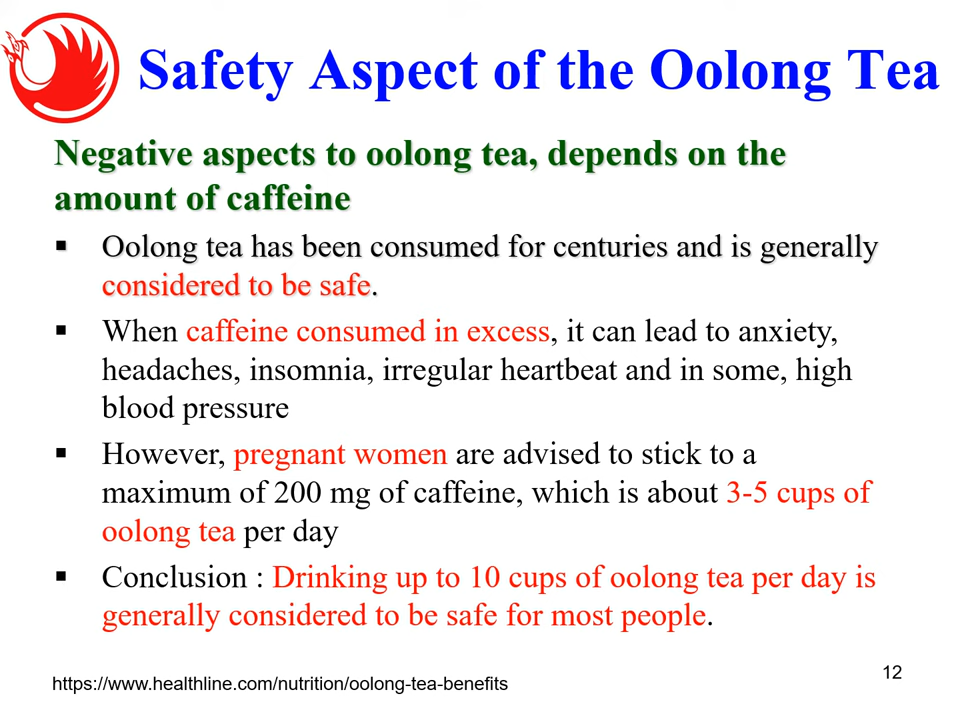 Safety Aspect of the Oolong Tea
Negative aspects to oolong tea, depends on the
amount of caffeine
▪ Oolong tea has been consumed for centuries and is generally
considered to be safe.
▪ When caffeine consumed in excess, it can lead to anxiety,
headaches, insomnia, irregular heartbeat and in some, high
blood pressure
▪ However, pregnant women are advised to stick to a
maximum of 200 mg of caffeine, which is about 3-5 cups of
oolong tea per day
▪ Conclusion : Drinking up to 10 cups of oolong tea per day is
generally considered to be safe for most people.
12
https://www.healthline.com/nutrition/oolong-tea-benefits